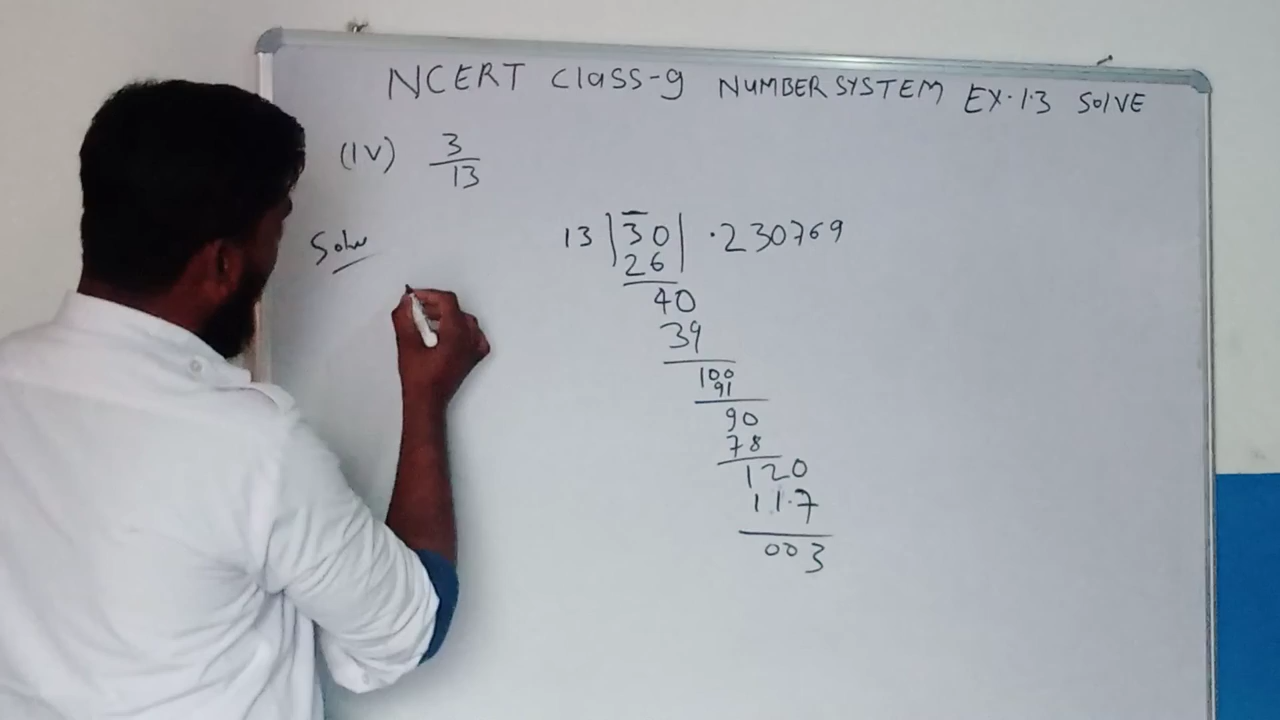 NCERT Class-9 NUMBER SYSTEM EX.1.3 SOLVE
(IV) 3/13
Soln
13 | 30 | .230769
26
40
39
100
91
90
78
120
117
003